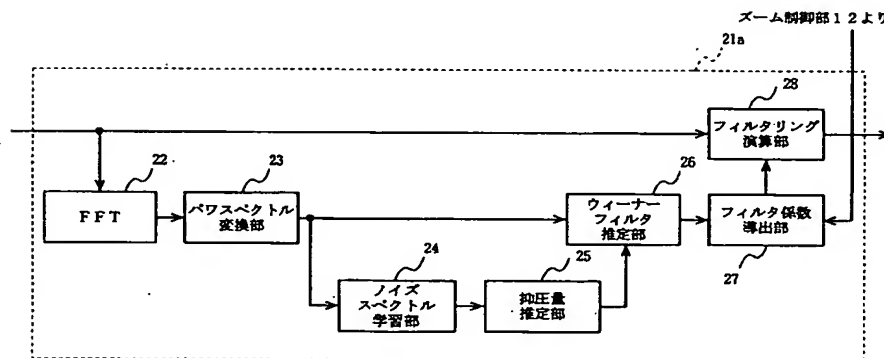 ズーム制御部12より
21a
28
フィルタリング
演算部
22
23
26
FFT
パワスペクトル
変換部
ウィーナー
フィルタ
推定部
フィルタ係数
導出部
24
25
27
ノイズ
スペクトル
学習部
抑圧量
推定部